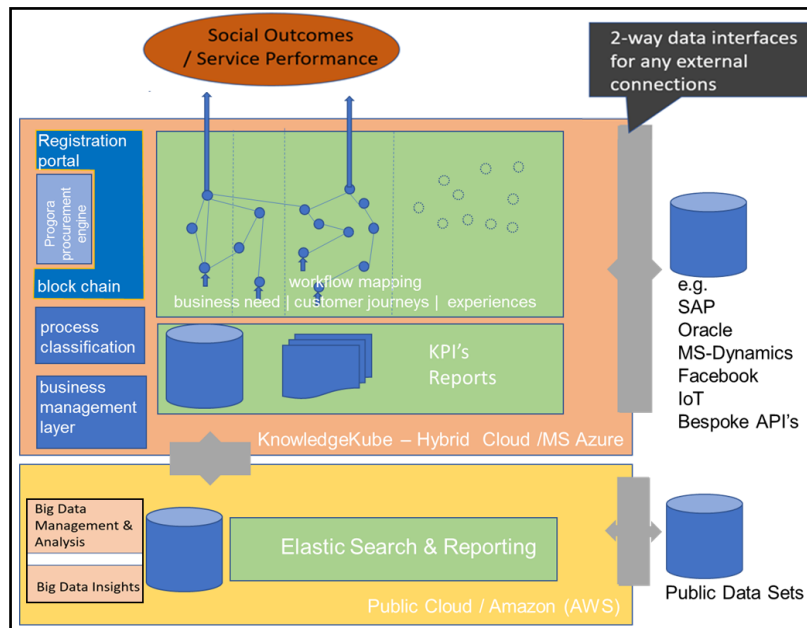 Social Outcomes
/ Service Performance
2-way data interfaces
for any external
connections
Registration
portal
Progora
procurement
engine
block chain
process
classification
business
management
layer
workflow mapping
business need | customer journeys | experiences
KPI's
Reports
KnowledgeKube – Hybrid Cloud /MS Azure
e.g.
SAP
Oracle
MS-Dynamics
Facebook
IoT
Bespoke API's
Big Data
Management &
Analysis
Big Data Insights
Elastic Search & Reporting
Public Cloud / Amazon (AWS)
Public Data Sets